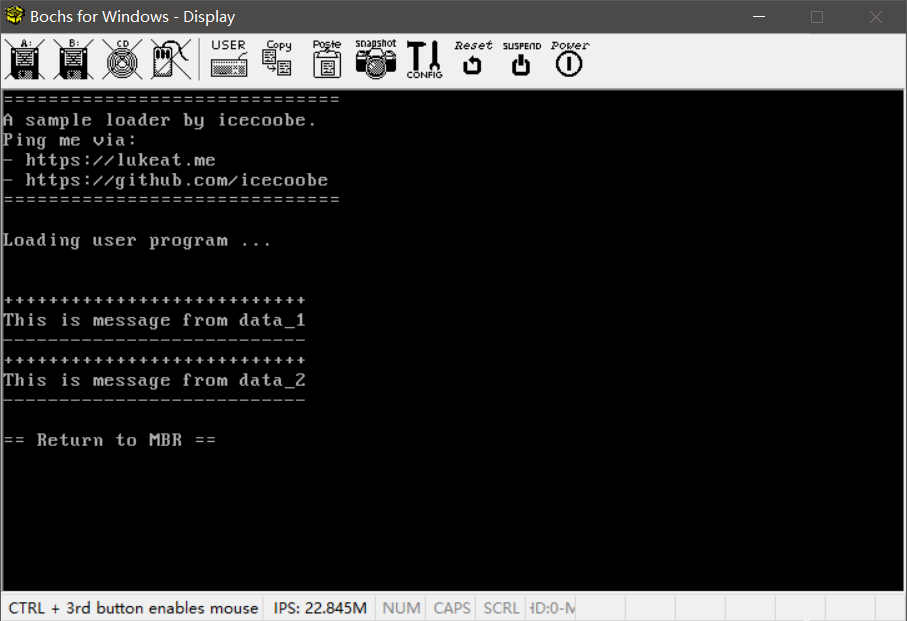 Bochs for Windows - Display
A: B: CD USER Copy Paste snapshot CONFIG Reset SUSPEND Power
==============================
A sample loader by icecoobe.
Ping me via:
- https://lukeat.me
- https://github.com/icecoobe
==============================
Loading user program ...
+++++++++++++++++++++++++++
This is message from data_1
---------------------------
+++++++++++++++++++++++++++
This is message from data_2
---------------------------
== Return to MBR ==
CTRL + 3rd button enables mouse IPS: 22.845M NUM CAPS SCRL HD:0-M